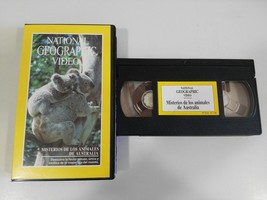 NATIONAL
GEOGRAPHIC
VIDEO
MISTERIOS DE LOS ANIMALES
DE AUSTRALIA
NATIONAL
GEOGRAPHIC
VIDEO
Misterios de los animales
de Australia